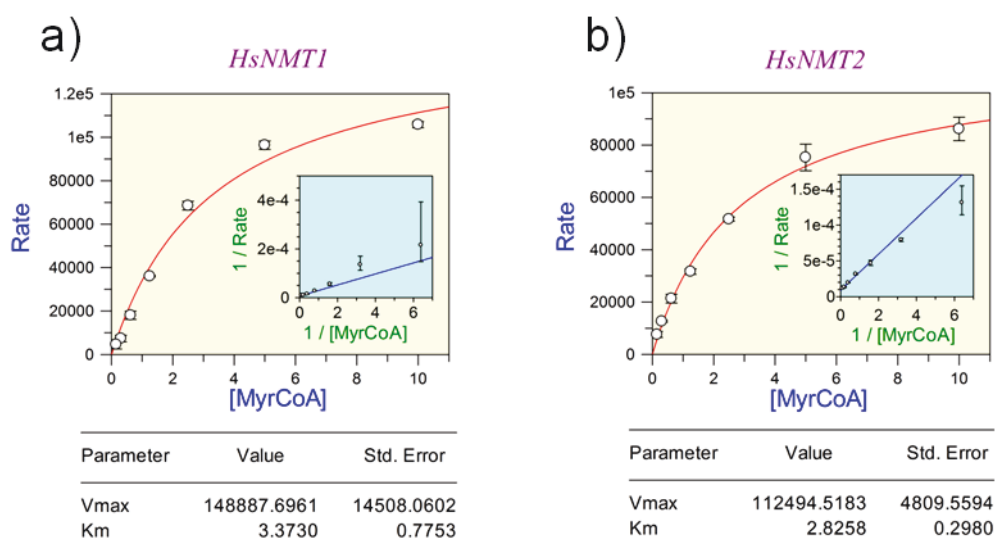 a)
HsNMT1
1.2e5
1e5
80000
60000
40000
20000
0
Rate
0 2 4 6 8 10
[MyrCoA]
4e-4
2e-4
0
1 / Rate
0 2 4 6
1 / [MyrCoA]
Parameter Value Std. Error
Vmax 148887.6961 14508.0602
Km 3.3730 0.7753
b)
HsNMT2
1e5
80000
60000
40000
20000
0
Rate
0 2 4 6 8 10
[MyrCoA]
1.5e-4
1e-4
5e-5
0
1 / Rate
0 2 4 6
1 / [MyrCoA]
Parameter Value Std. Error
Vmax 112494.5183 4809.5594
Km 2.8258 0.2980